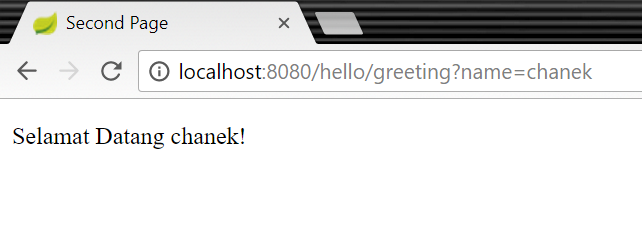 Second Page
localhost:8080/hello/greeting?name=chanek
Selamat Datang chanek!